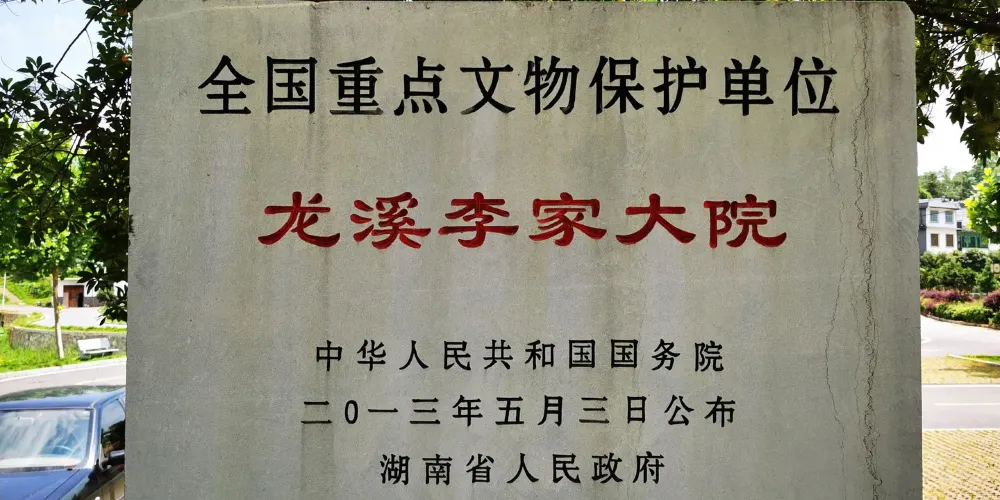 全国重点文物保护单位
龙溪李家大院
中华人民共和国国务院
二0一三年五月三日公布
湖南省人民政府